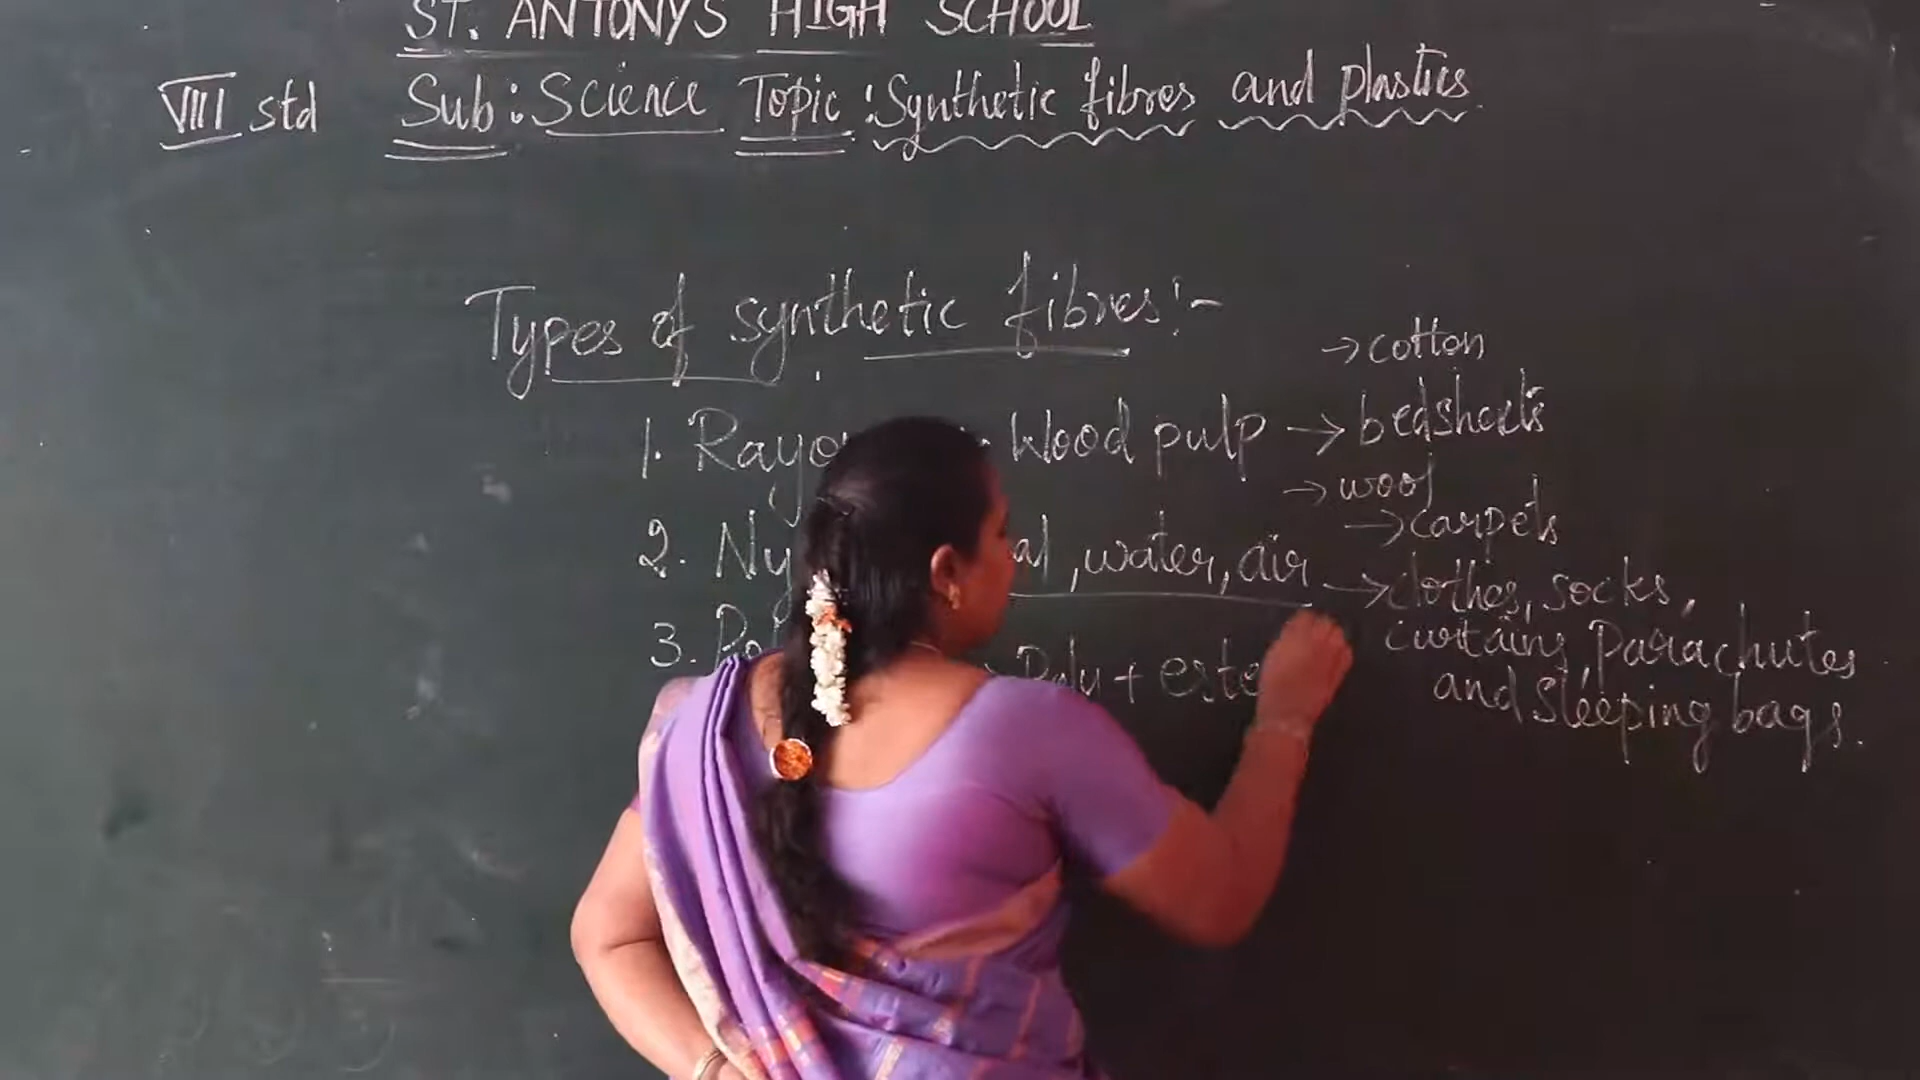 ST. ANTONYS HIGH SCHOOL
VIII std Sub: Science Topic: Synthetic fibres and plastics
Types of synthetic fibres:-
→ cotton
1. Rayo Wood pulp → bedsheets
→ wool
→ carpets
2. Ny al, water, air → clothes, socks,
curtains, Parachutes
and Sleeping bags.
3. Pol Poly + este